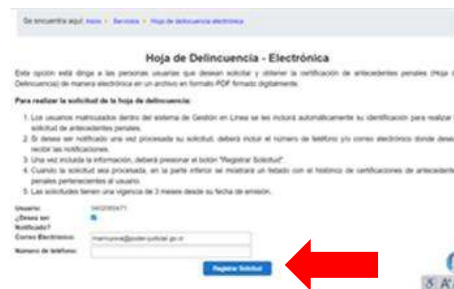 Se encuentra aquí: Inicio Servicios Hoja de delincuencia electrónica
Hoja de Delincuencia - Electrónica
Esta opción está dirige a las personas usuarias que desean solicitar y obtener la certificación de antecedentes penales (Hoja d
Delincuencia) de manera electrónica en un archivo en formato PDF firmado digitalmente.
Para realizar la solicitud de la hoja de delincuencia:
1. Los usuarios matriculados dentro del sistema de Gestión en Línea se les incluirá automáticamente su identificación para realizar
solicitud de antecedentes penales.
2. Si desea ser notificado una vez procesada su solicitud, deberá incluir el número de teléfono y/o correo electrónico donde desea
recibir las notificaciones.
3. Una vez incluida la información, deberá presionar el botón "Registrar Solicitud".
4. Cuando la solicitud sea procesada, en la parte inferior se mostrará un listado con el histórico de certificaciones de antecedente
penales pertenecientes al usuario.
5. Las solicitudes tienen una vigencia de 3 meses desde su fecha de emisión.
Usuario:
¿Desea ser
Notificado?
Correo Electrónico:
Número de teléfono:
Registrar Solicitud